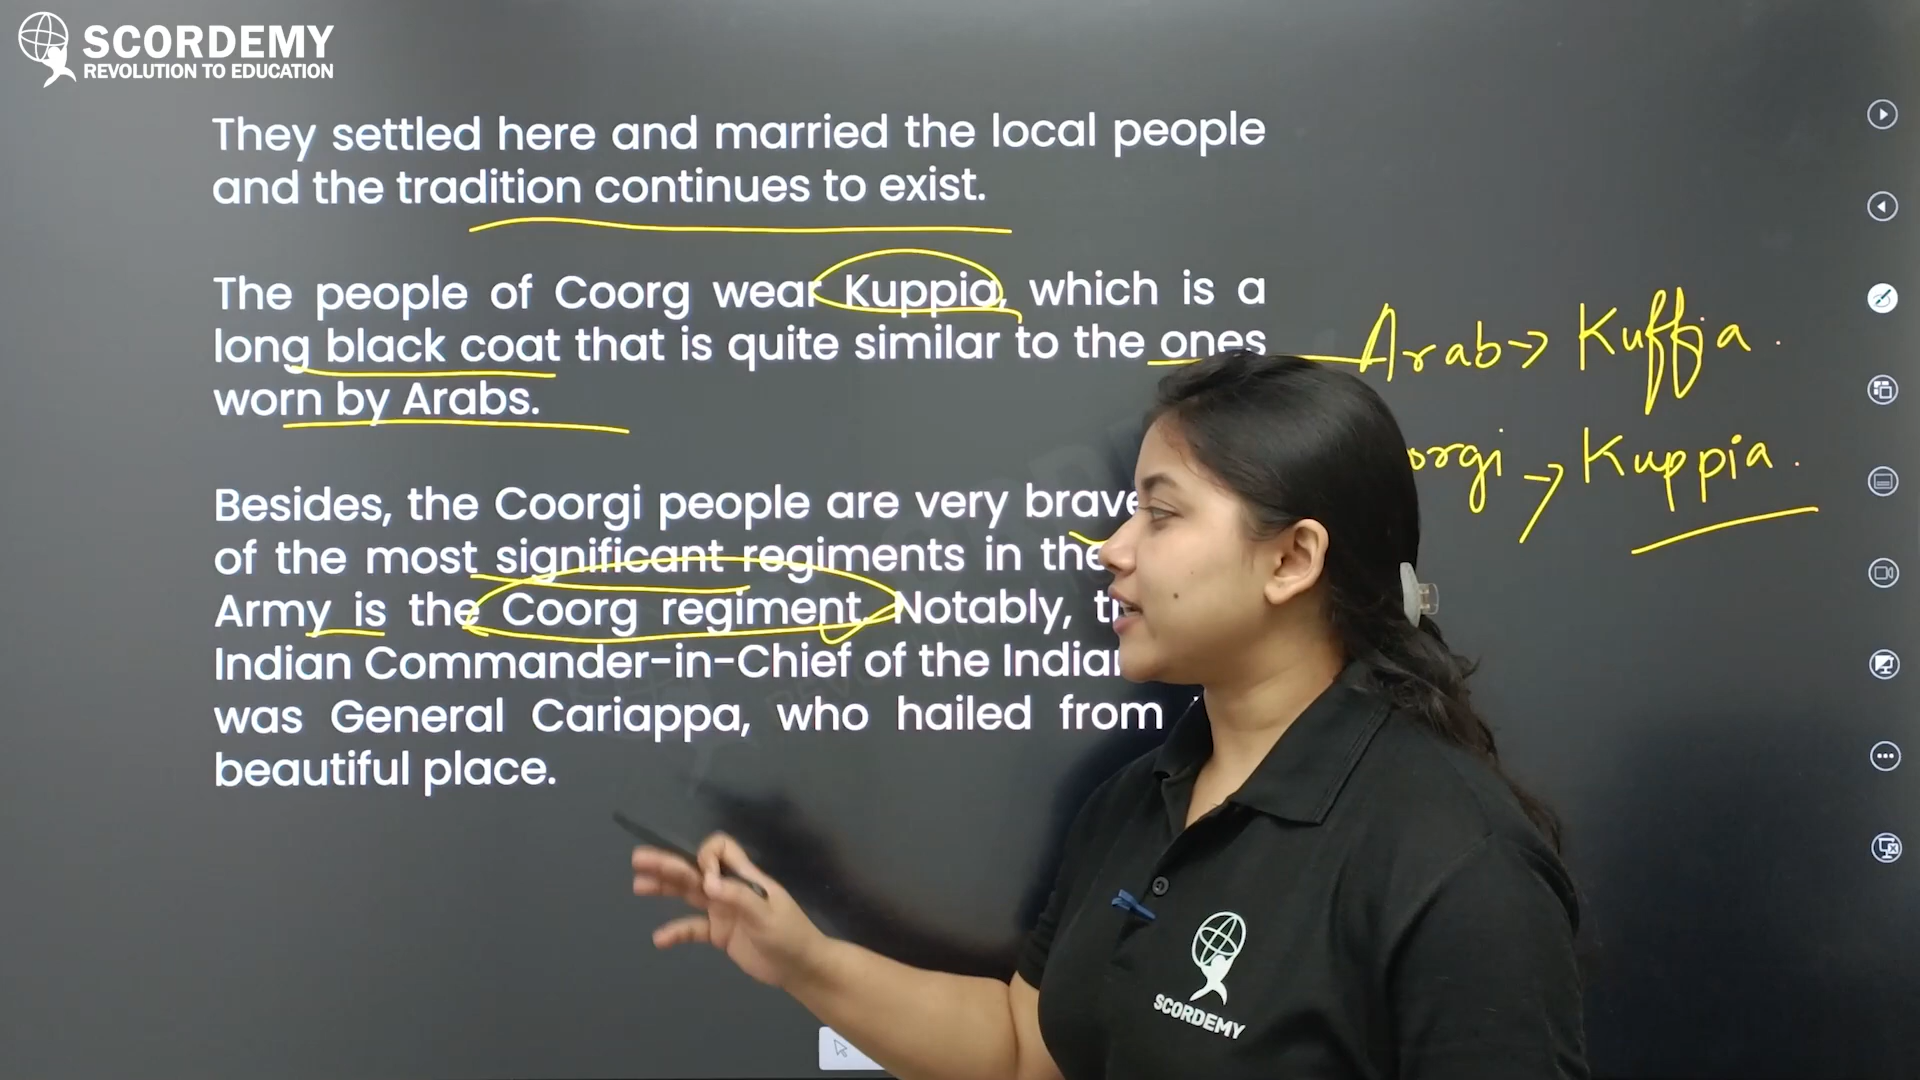 SCORDEMY
REVOLUTION TO EDUCATION
They settled here and married the local people
and the tradition continues to exist.
The people of Coorg wear Kuppia, which is a
long black coat that is quite similar to the ones
worn by Arabs.
Arab → Kuffia.
orgi → Kuppia.
Besides, the Coorgi people are very brave
of the most significant regiments in the
Army is the Coorg regiment. Notably,
Indian Commander-in-Chief of the Indian
was General Cariappa, who hailed from
beautiful place.
SCORDEMY